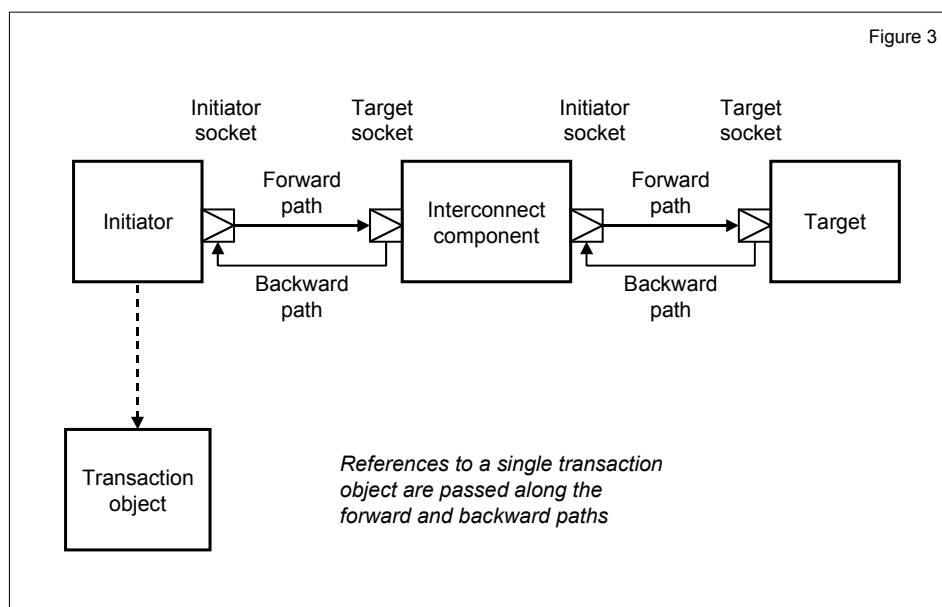 Figure 3
Initiator
socket
Target
socket
Initiator
socket
Target
socket
Initiator
Forward
path
Backward
path
Interconnect
component
Forward
path
Backward
path
Target
Transaction
object
References to a single transaction
object are passed along the
forward and backward paths